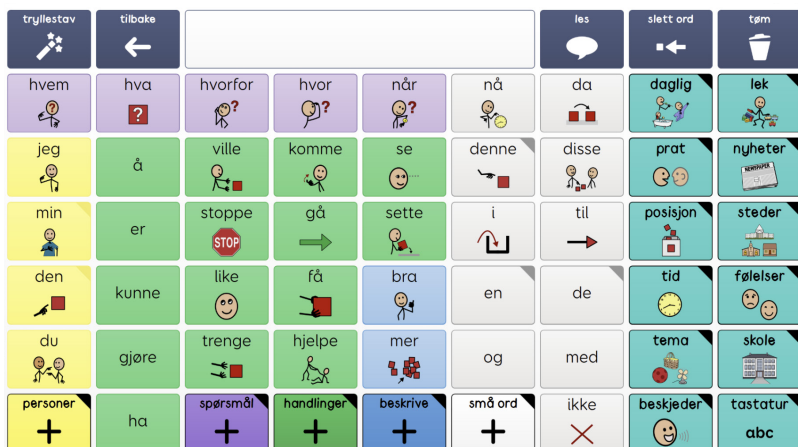 tryllestav tilbake les slett ord tøm
hvem hva hvorfor hvor når nå da daglig lek
? ? ? ? ?
jeg å ville komme se denne disse prat nyheter
NEWSPAPER
min er stoppe gå sette i til posisjon steder
STOP
den kunne like få bra en de tid følelser
du gjøre trenge hjelpe mer og med tema skole
personer ha spørsmål handlinger beskrive små ord ikke beskjeder tastatur
+ + + + + abc